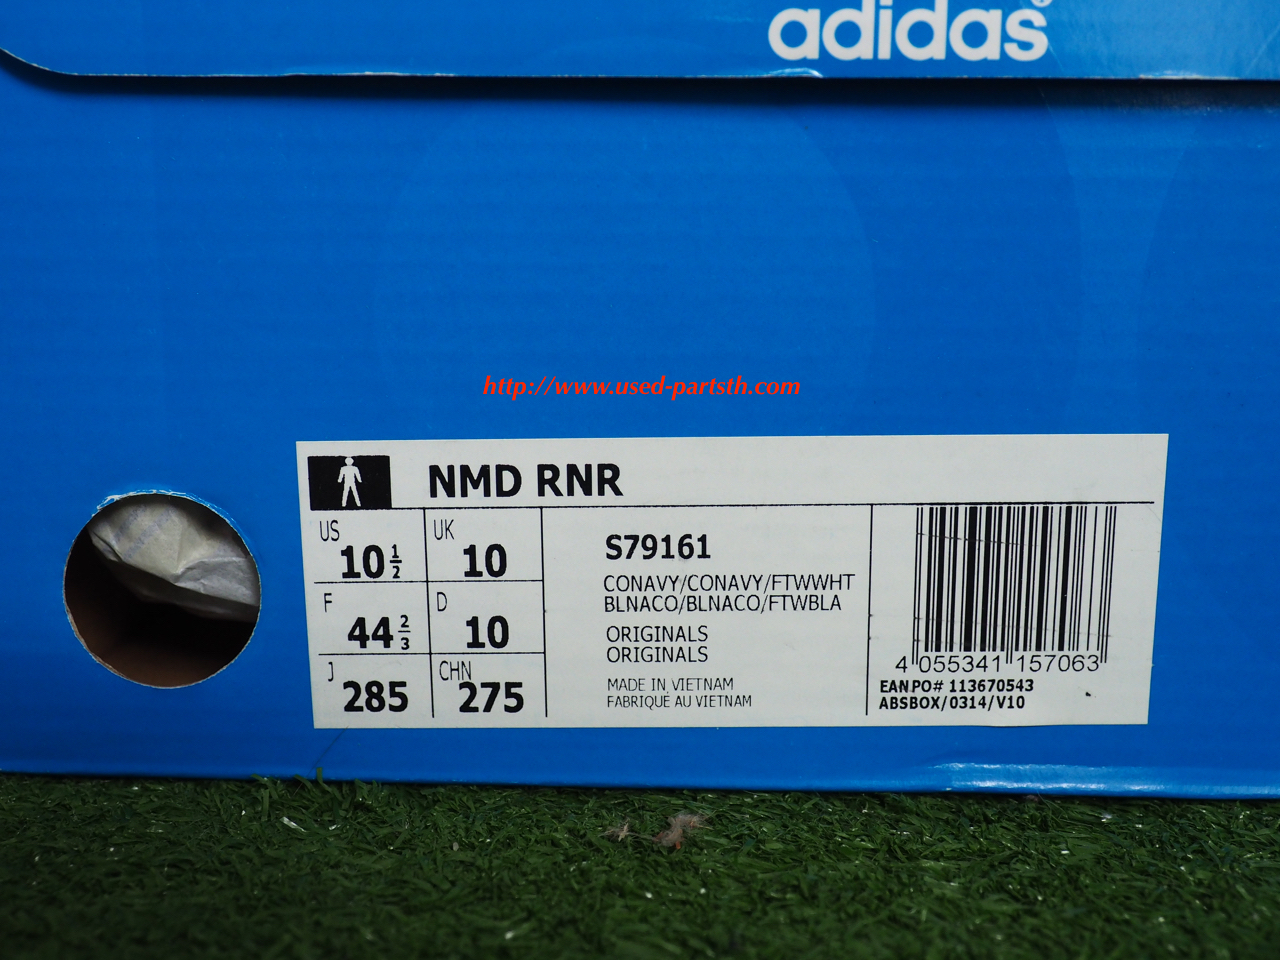 adidas
http://www.used-partsth.com
NMD RNR
US 10 1/2
UK 10
F 44 2/3
D 10
J 285
CHN 275
S79161
CONAVY/CONAVY/FTWWHT
BLNACO/BLNACO/FTWBLA
ORIGINALS
ORIGINALS
MADE IN VIETNAM
FABRIQUÉ AU VIETNAM
4 055341 157063
EAN PO# 113670543
ABSBOX/0314/V10